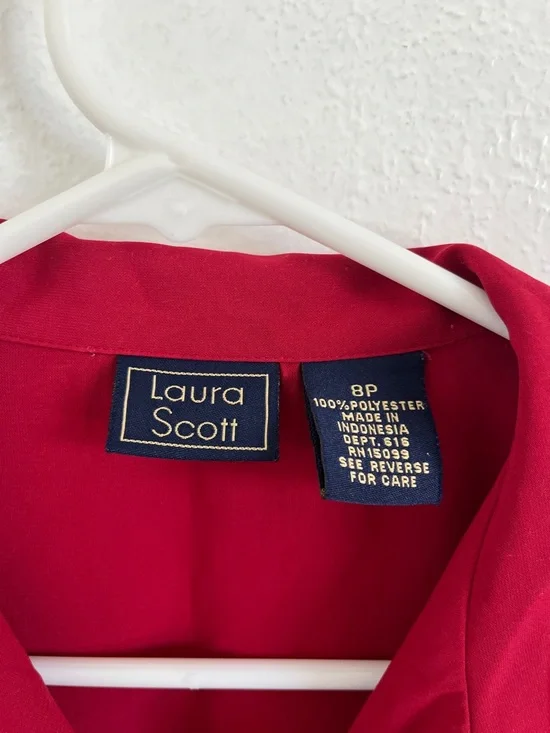 Laura
Scott
8P
100% POLYESTER
MADE IN
INDONESIA
DEPT. 616
RN15099
SEE REVERSE
FOR CARE